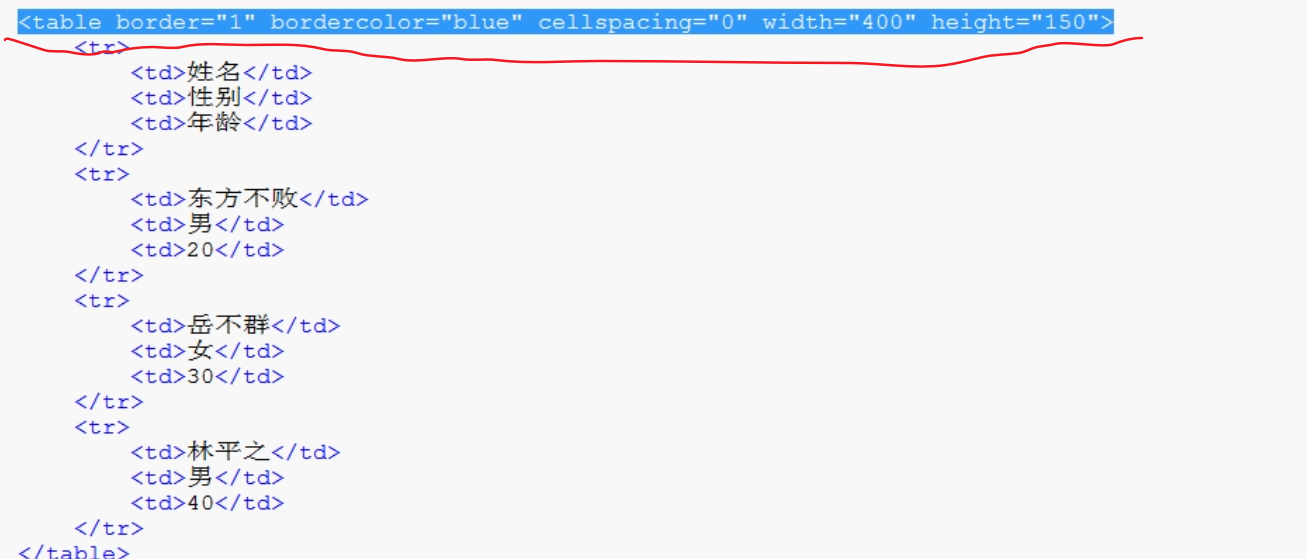 <table border="1" bordercolor="blue" cellspacing="0" width="400" height="150">
    <tr>
        <td>姓名</td>
        <td>性别</td>
        <td>年龄</td>
    </tr>
    <tr>
        <td>东方不败</td>
        <td>男</td>
        <td>20</td>
    </tr>
    <tr>
        <td>岳不群</td>
        <td>女</td>
        <td>30</td>
    </tr>
    <tr>
        <td>林平之</td>
        <td>男</td>
        <td>40</td>
    </tr>
</table>